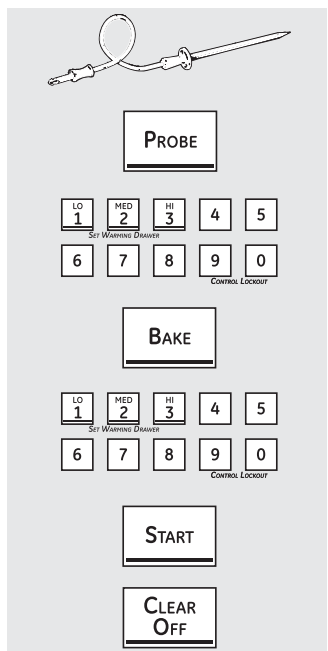 PROBE
LO MED HI
1 2 3 4 5
SET WARMING DRAWER
6 7 8 9 0
CONTROL LOCKOUT
BAKE
LO MED HI
1 2 3 4 5
SET WARMING DRAWER
6 7 8 9 0
CONTROL LOCKOUT
START
CLEAR
OFF